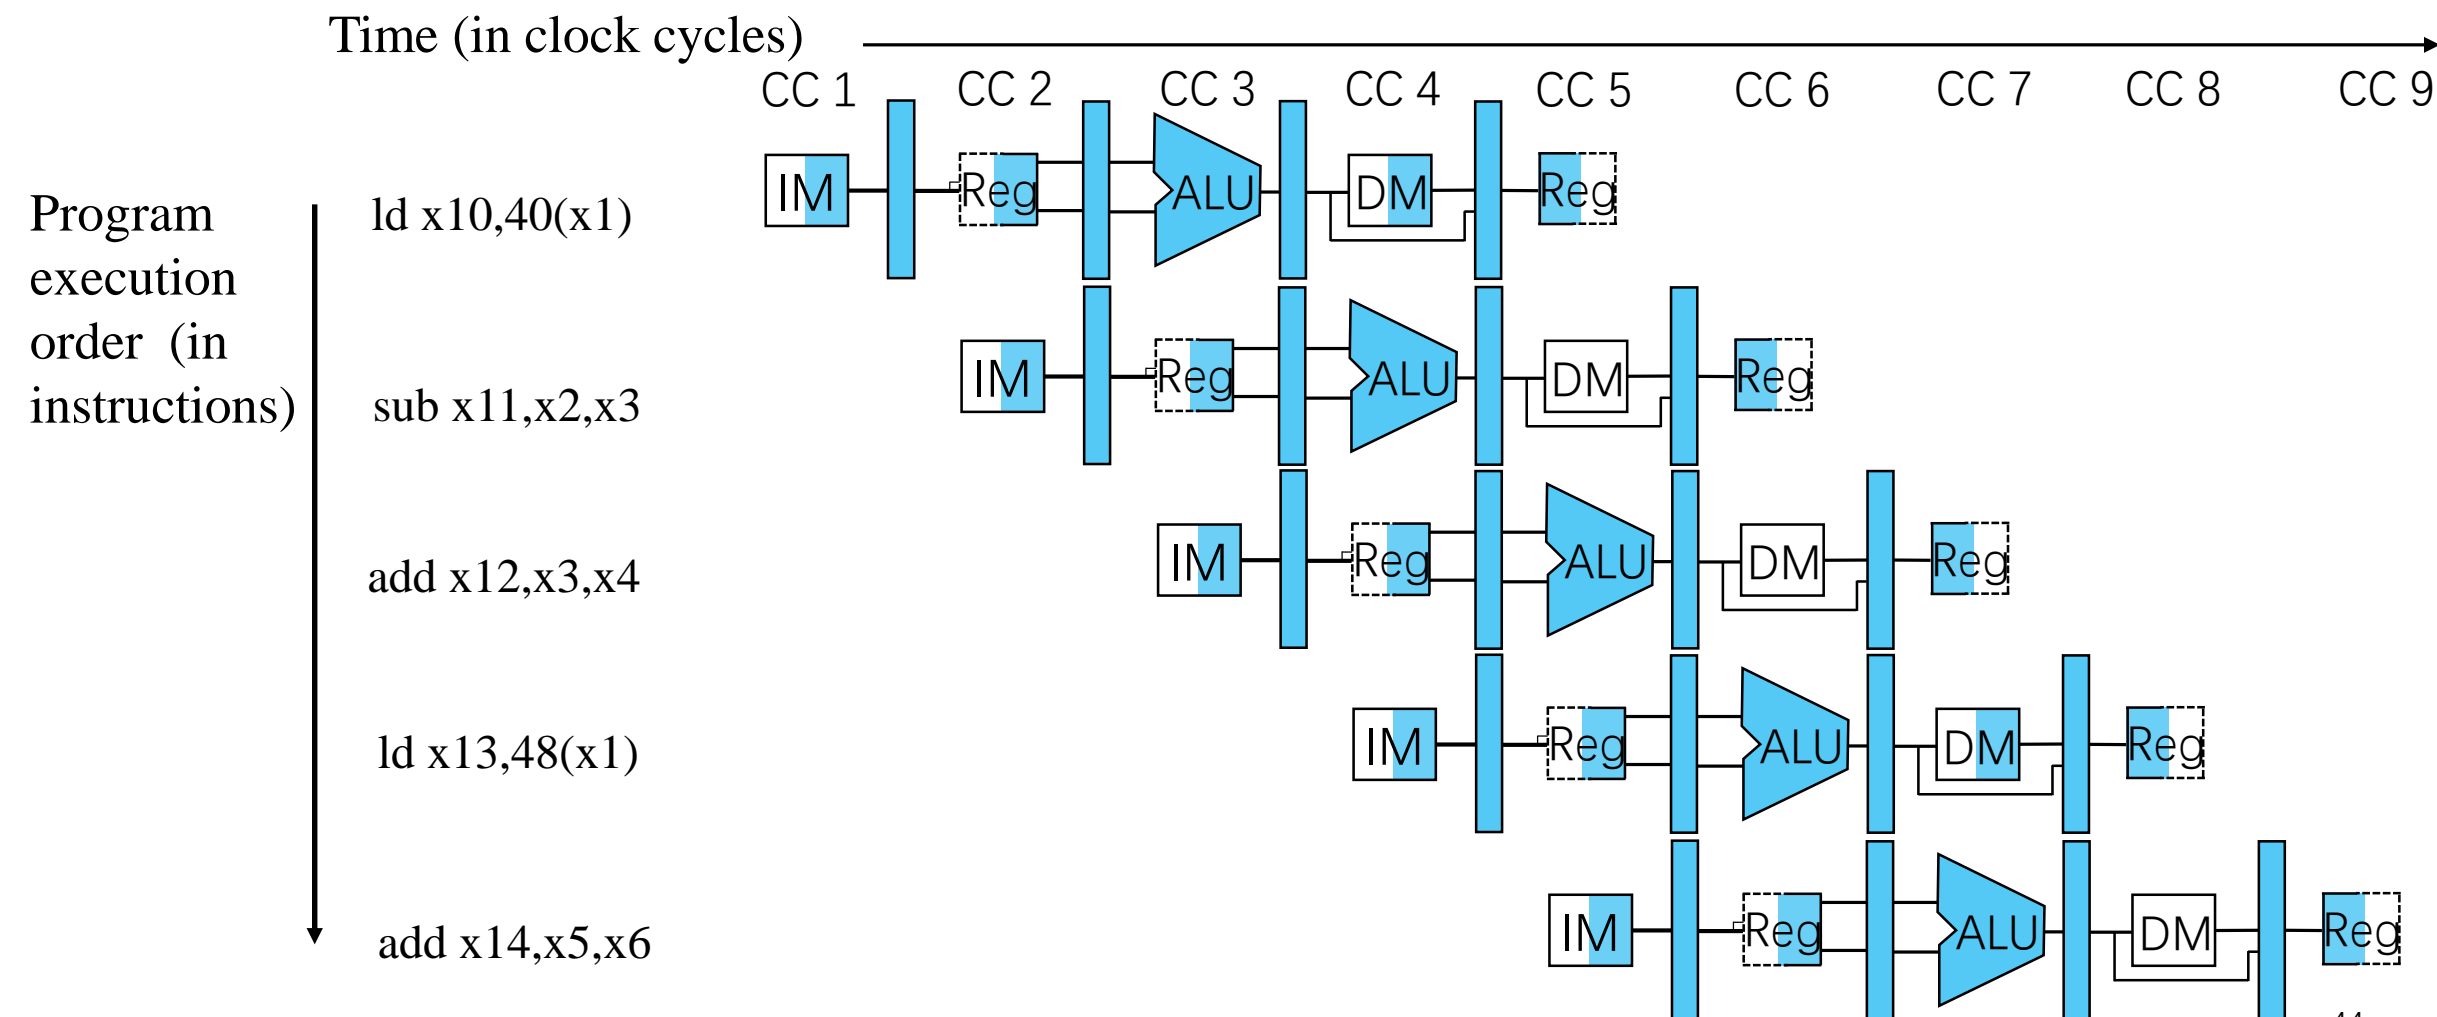 Time (in clock cycles)
CC 1 CC 2 CC 3 CC 4 CC 5 CC 6 CC 7 CC 8 CC 9
Program
execution
order (in
instructions)
ld x10,40(x1)
IM Reg ALU DM Reg
sub x11,x2,x3
IM Reg ALU DM Reg
add x12,x3,x4
IM Reg ALU DM Reg
ld x13,48(x1)
IM Reg ALU DM Reg
add x14,x5,x6
IM Reg ALU DM Reg